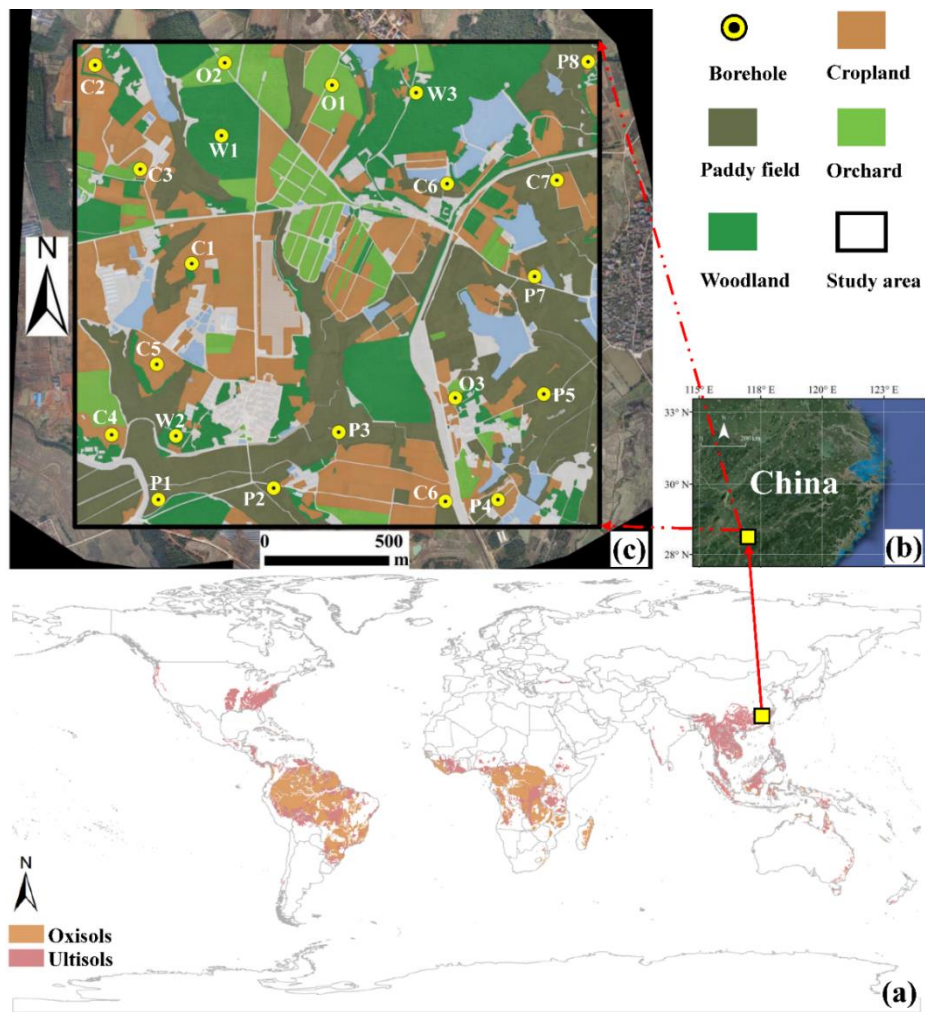 (c)
C2
O2
O1
W3
P8
W1
C3
C6
C7
N
C1
P7
C5
O3
P5
C4
W2
P3
P1
P2
C6
P4
0 500
m
Borehole
Cropland
Paddy field
Orchard
Woodland
Study area
115° E 118° E 120° E 123° E
33° N
30° N
28° N
China
(b)
N
Oxisols
Ultisols
(a)